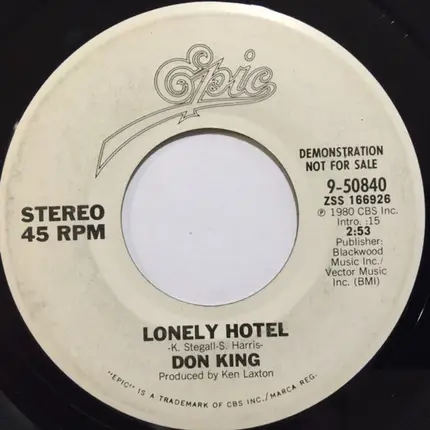 Epic
DEMONSTRATION
NOT FOR SALE
9-50840
ZSS 166926
℗ 1980 CBS Inc.
Intro. :15
2:53
Publisher:
Blackwood
Music Inc./
Vector Music
Inc. (BMI)
STEREO
45 RPM
LONELY HOTEL
-K. Stegall-S. Harris-
DON KING
Produced by Ken Laxton
"EPIC" IS A TRADEMARK OF CBS INC./MARCA REG.